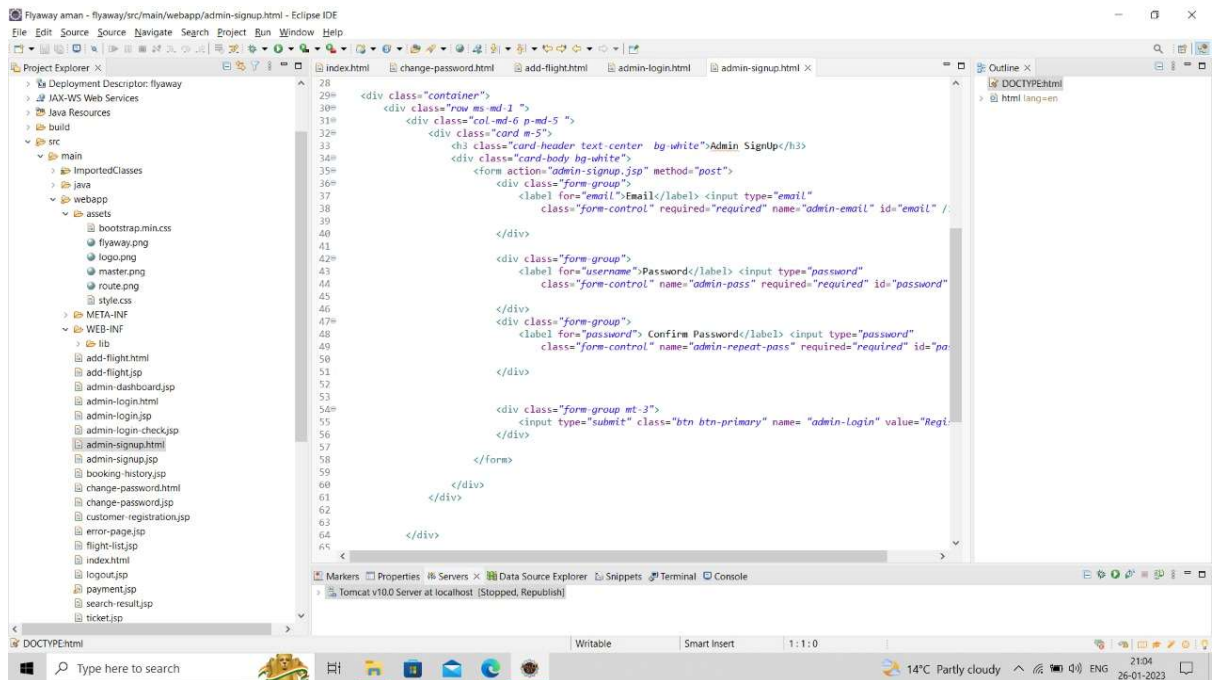 Flyaway aman - flyaway/src/main/webapp/admin-signup.html - Eclipse IDE
File Edit Source Source Navigate Search Project Run Window Help
Project Explorer
Deployment Descriptor: flyaway
JAX-WS Web Services
Java Resources
build
src
main
ImportedClasses
java
webapp
assets
bootstrap.min.css
flyaway.png
logo.png
master.png
route.png
style.css
META-INF
WEB-INF
lib
add-flight.html
add-flight.jsp
admin-dashboard.jsp
admin-login.html
admin-login.jsp
admin-login-check.jsp
admin-signup.html
admin-signup.jsp
booking-history.jsp
change-password.html
change-password.jsp
customer-registration.jsp
error-page.jsp
flight-list.jsp
index.html
logout.jsp
payment.jsp
search-result.jsp
ticket.jsp
index.html change-password.html add-flight.html admin-login.html admin-signup.html
28
29 <div class="container">
30 <div class="row ms-md-1 ">
31 <div class="col-md-6 p-md-5 ">
32 <div class="card m-5">
33 <h3 class="card-header text-center  bg-white">Admin SignUp</h3>
34 <div class="card-body bg-white">
35 <form action="admin-signup.jsp" method="post">
36 <div class="form-group">
37 <label for="email">Email</label> <input type="email"
38 class="form-control" required="required" name="admin-email" id="email" /
39
40 </div>
41
42 <div class="form-group">
43 <label for="username">Password</label> <input type="password"
44 class="form-control" name="admin-pass" required="required" id="password"
45
46 </div>
47 <div class="form-group">
48 <label for="password"> Confirm Password</label> <input type="password"
49 class="form-control" name="admin-repeat-pass" required="required" id="pa
50
51 </div>
52
53
54 <div class="form-group mt-3">
55 <input type="submit" class="btn btn-primary" name= "admin-login" value="Regi
56 </div>
57
58 </form>
59
60 </div>
61 </div>
62
63
64 </div>
65
Outline
DOCTYPE:html
html lang=en
Markers Properties Servers Data Source Explorer Snippets Terminal Console
Tomcat v10.0 Server at localhost [Stopped, Republish]
DOCTYPE:html Writable Smart Insert 1 : 1 : 0
Type here to search 14°C Partly cloudy ENG 21:04
26-01-2023